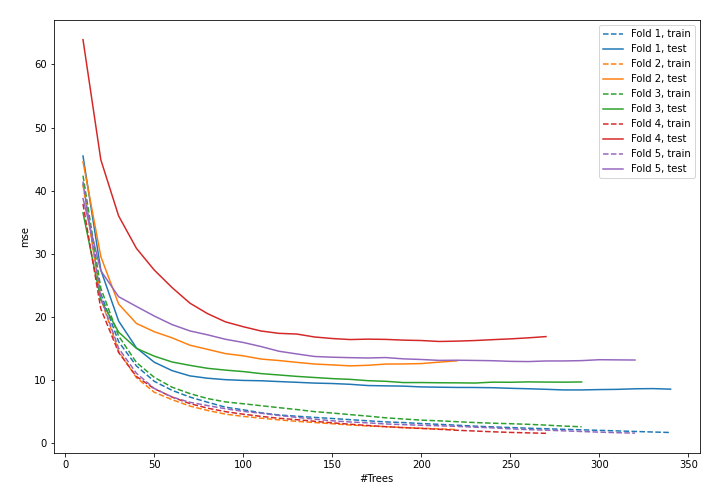 Fold 1, train
Fold 1, test
Fold 2, train
Fold 2, test
Fold 3, train
Fold 3, test
Fold 4, train
Fold 4, test
Fold 5, train
Fold 5, test
mse
60
50
40
30
20
10
0
0 50 100 150 200 250 300 350
#Trees